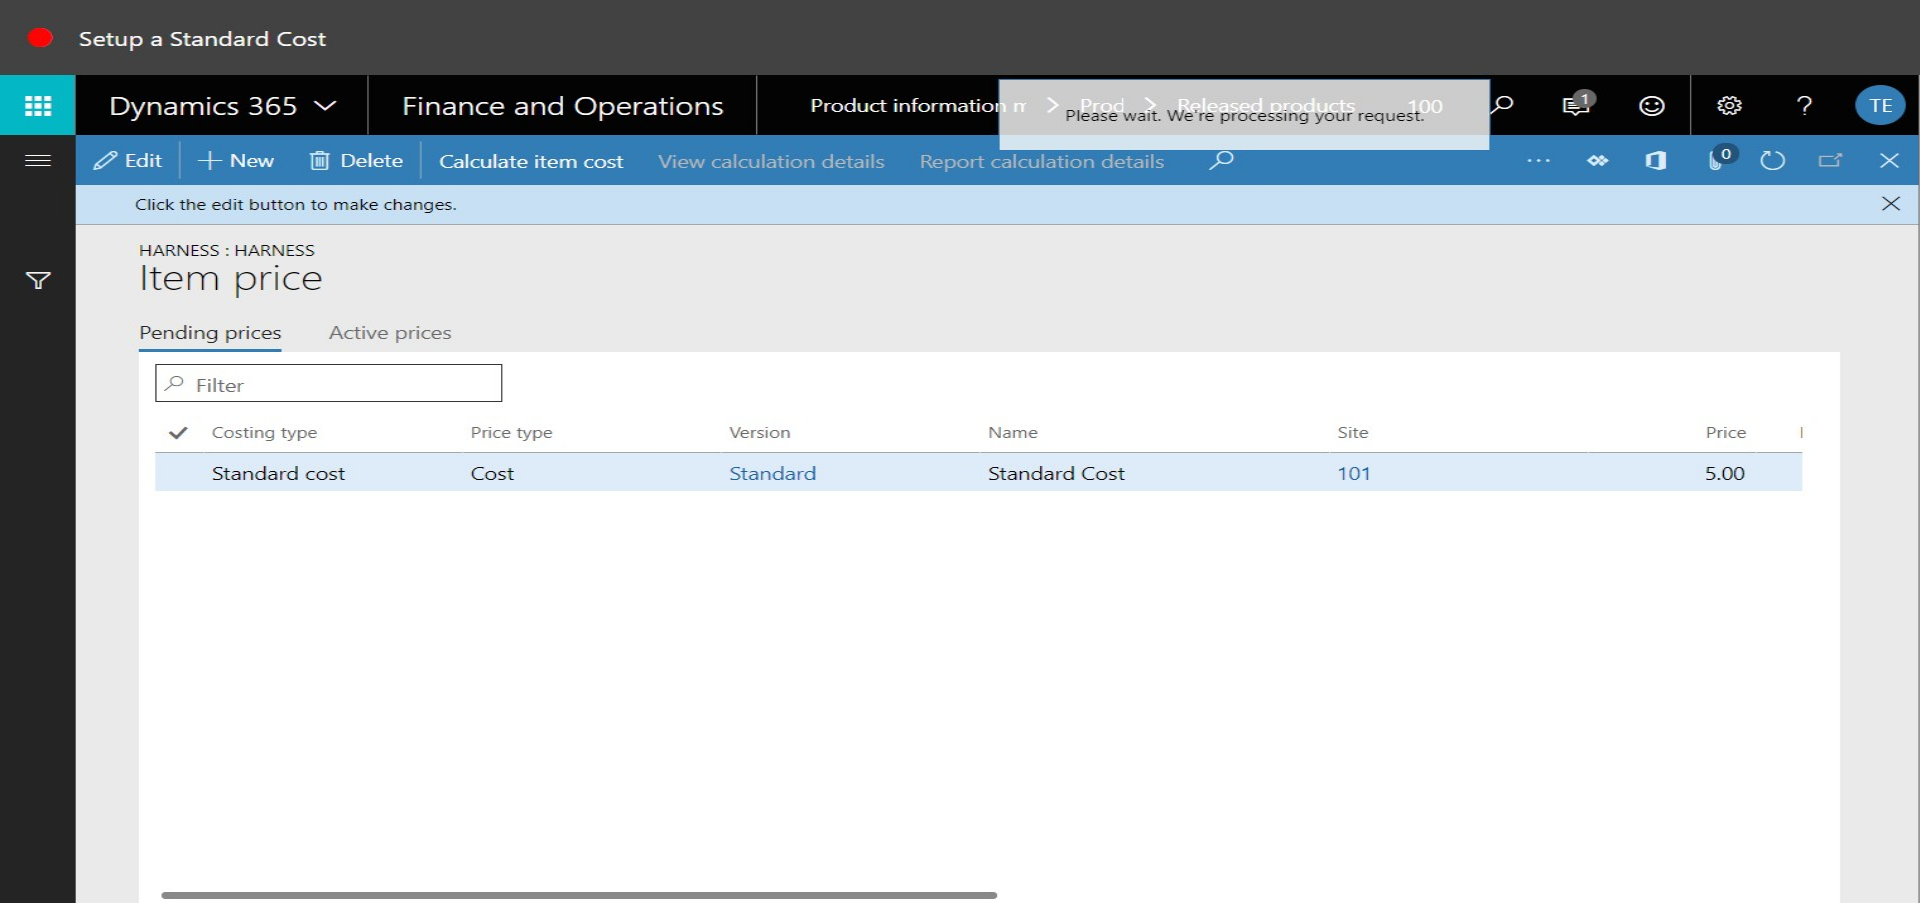 Setup a Standard Cost
Dynamics 365 Finance and Operations Product information m > Prod > Released products 100 1 ? TE
Please wait. We're processing your request.
Edit + New Delete Calculate item cost View calculation details Report calculation details ... 0
Click the edit button to make changes.
HARNESS : HARNESS
Item price
Pending prices Active prices
Filter
Costing type Price type Version Name Site Price
Standard cost Cost Standard Standard Cost 101 5.00